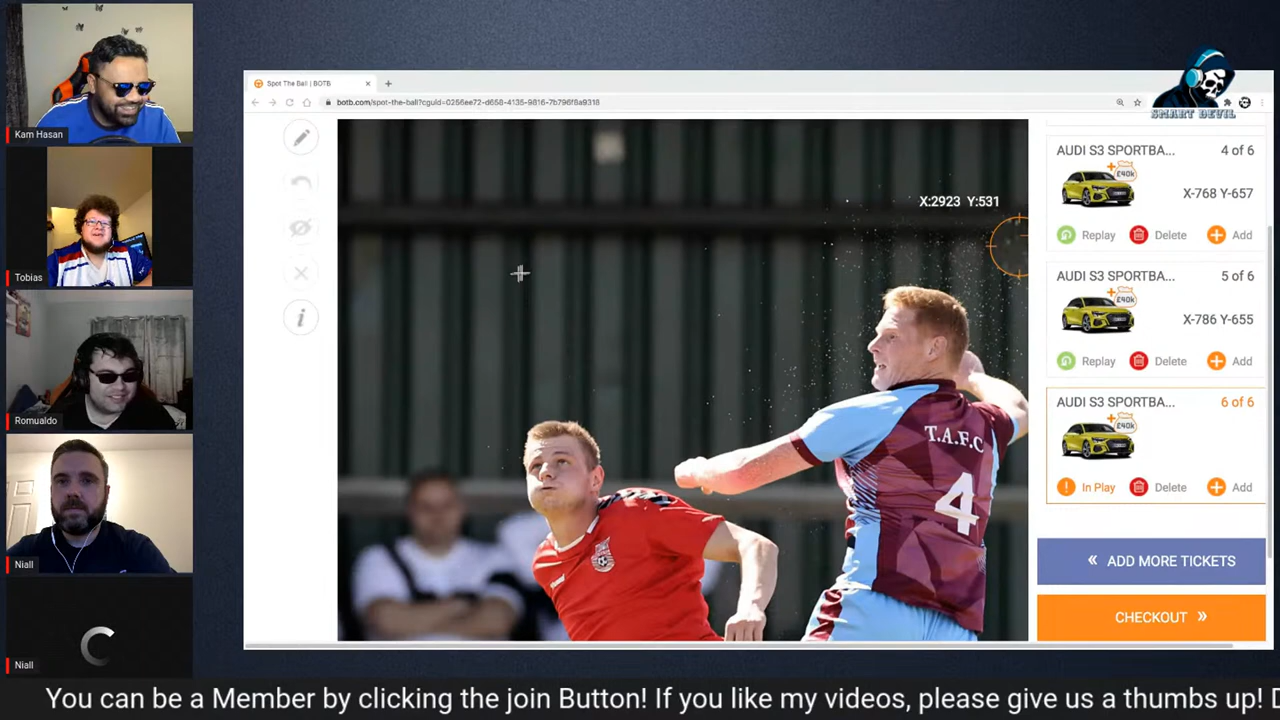 Kam Hasan
Tobias
Romualdo
Niall
Niall
Spot The Ball | BOTB
botb.com/spot-the-ball?cguid=0256ee72-d658-4135-9816-7b796f8a9318
SMART DEVIL
X:2923 Y:531
T.A.F.C
4
AUDI S3 SPORTBA... 4 of 6
£40k
X-768 Y-657
Replay Delete Add
AUDI S3 SPORTBA... 5 of 6
£40k
X-786 Y-655
Replay Delete Add
AUDI S3 SPORTBA... 6 of 6
£40k
In Play Delete Add
« ADD MORE TICKETS
CHECKOUT »
You can be a Member by clicking the join Button! If you like my videos, please give us a thumbs up! D